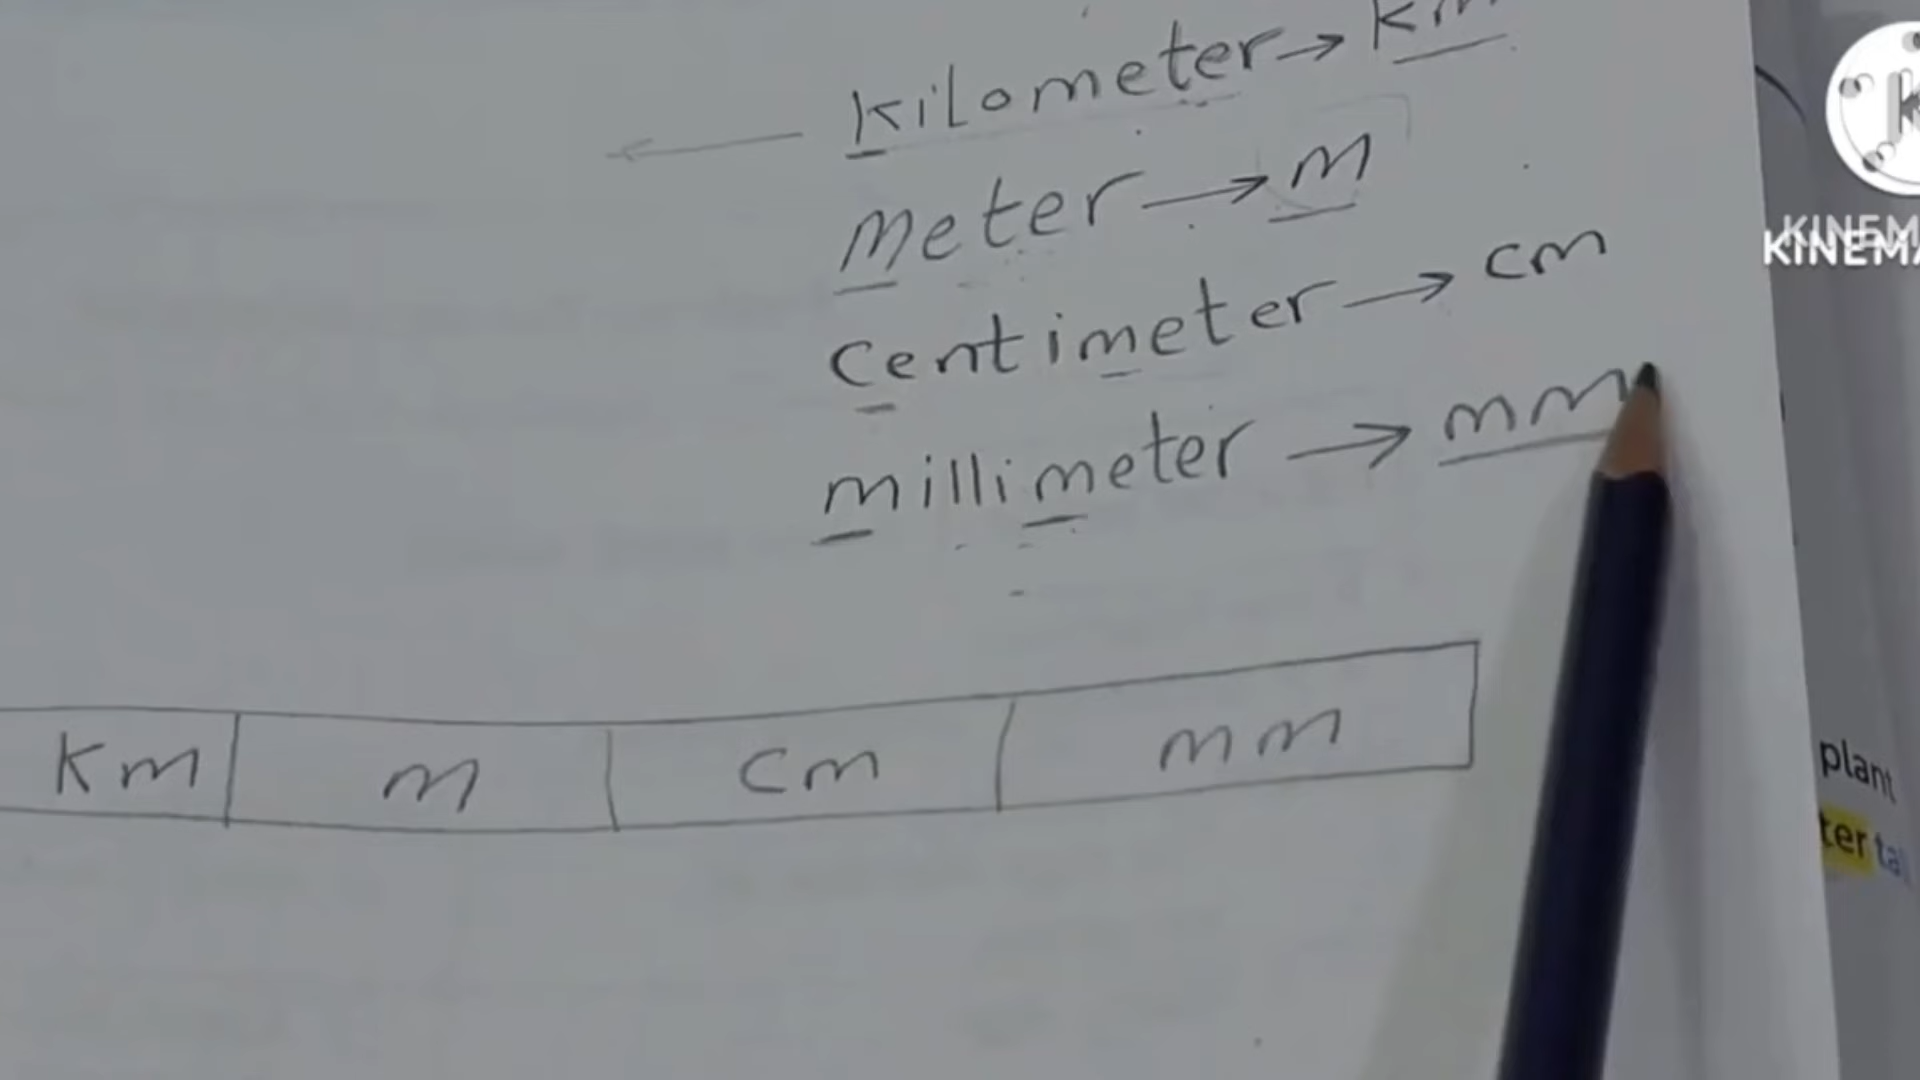 Kilometer → km
Meter → m
Centimeter → cm
millimeter → mm
Km m cm mm
KINEMA
plant
ter